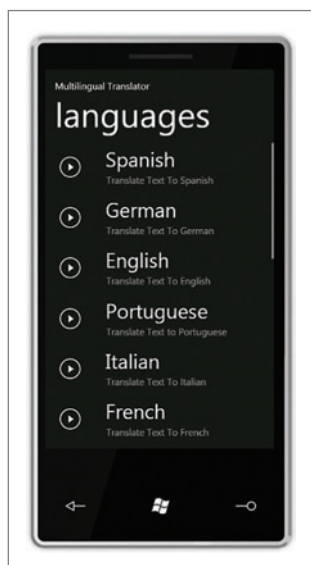 Multilingual Translator
languages
Spanish
Translate Text To Spanish
German
Translate Text To German
English
Translate Text To English
Portuguese
Translate Text to Portuguese
Italian
Translate Text To Italian
French
Translate Text To French